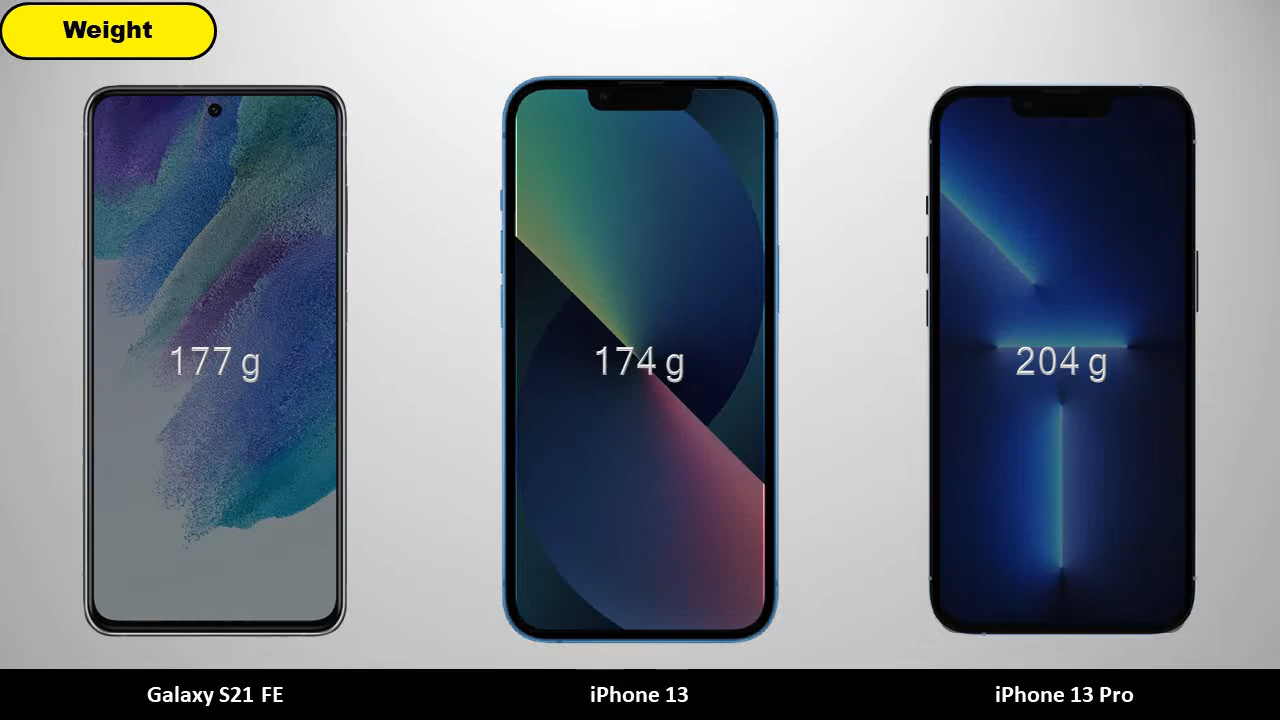 Weight
177 g
174 g
204 g
Galaxy S21 FE
iPhone 13
iPhone 13 Pro